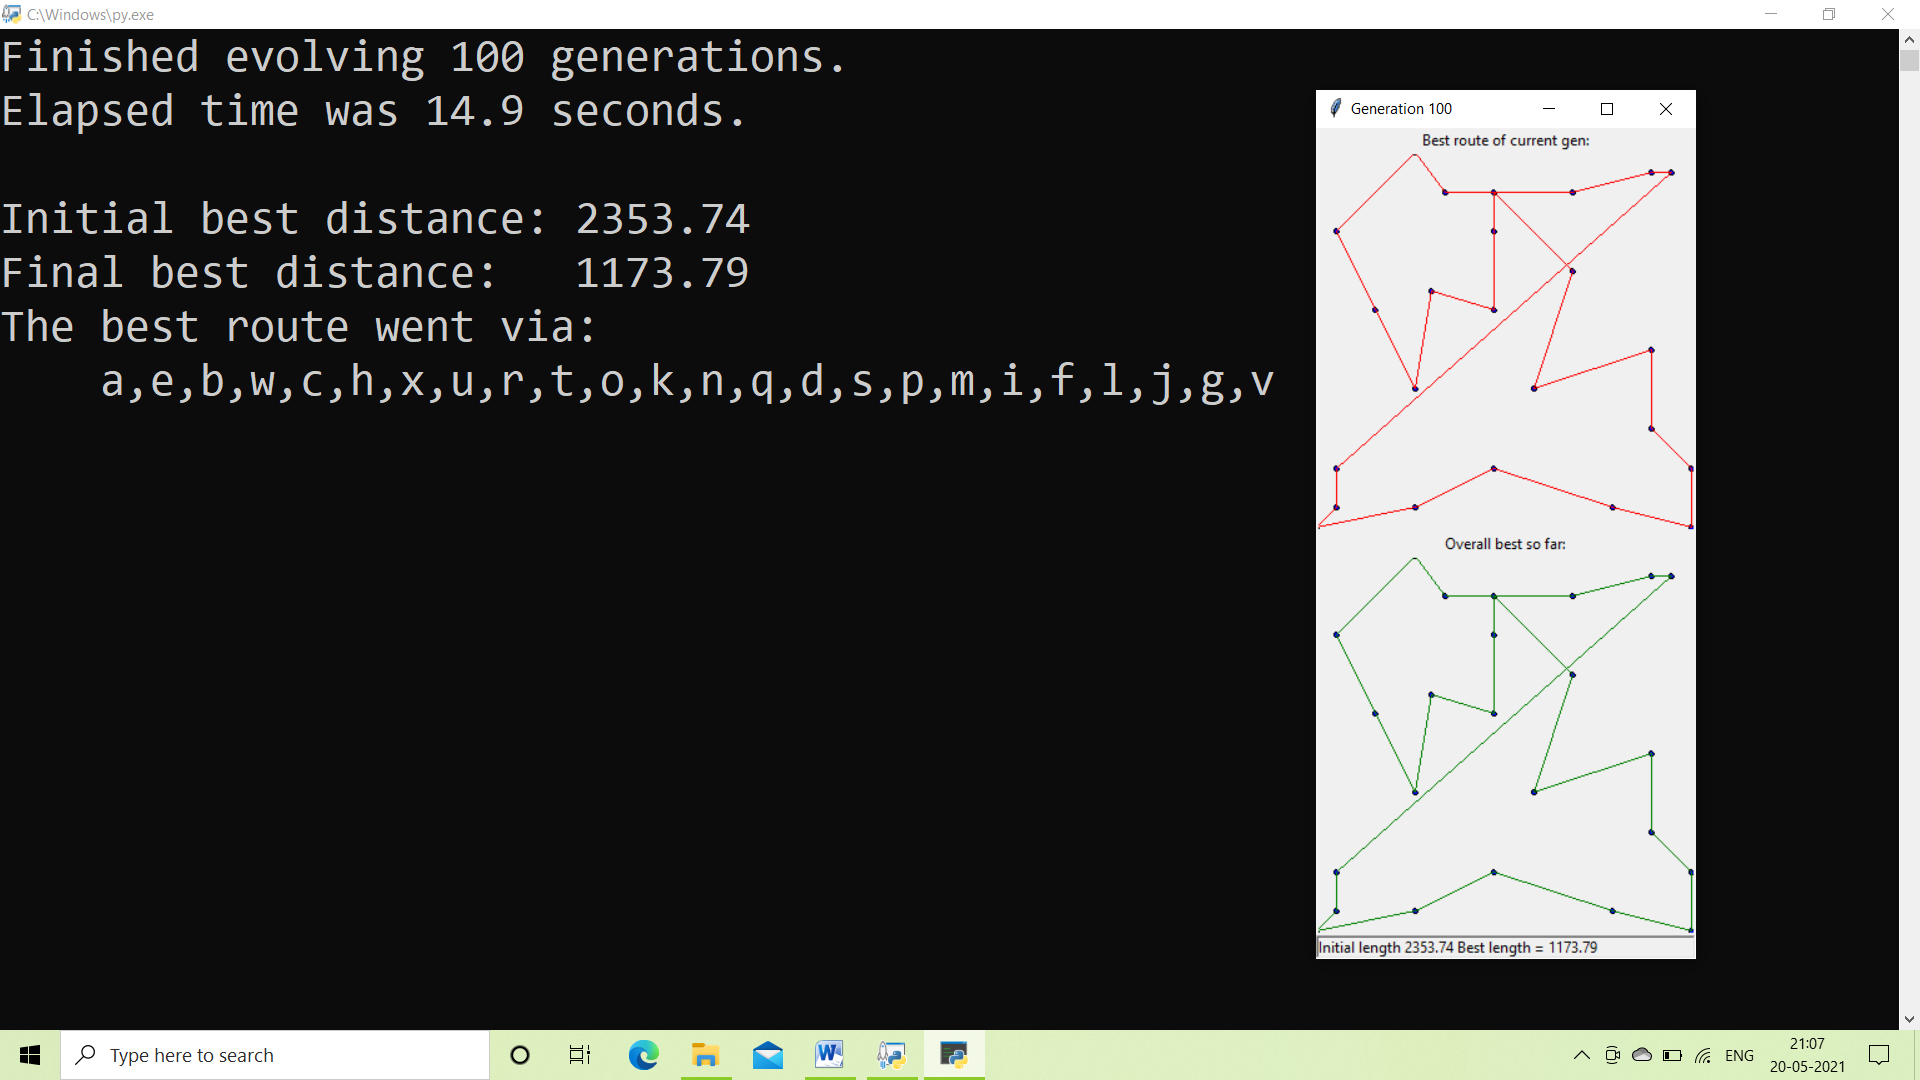 C:\Windows\py.exe
Finished evolving 100 generations.
Elapsed time was 14.9 seconds.
Initial best distance: 2353.74
Final best distance:   1173.79
The best route went via:
a,e,b,w,c,h,x,u,r,t,o,k,n,q,d,s,p,m,i,f,l,j,g,v
Generation 100
Best route of current gen:
Overall best so far:
Initial length 2353.74 Best length = 1173.79
Type here to search
W
ENG
21:07
20-05-2021